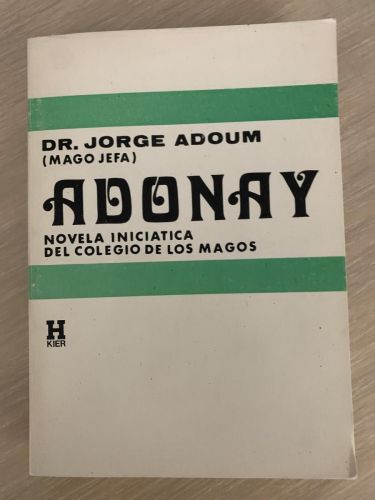 DR. JORGE ADOUM
(MAGO JEFA)
ADONAY
NOVELA INICIATICA
DEL COLEGIO DE LOS MAGOS
H
KIER